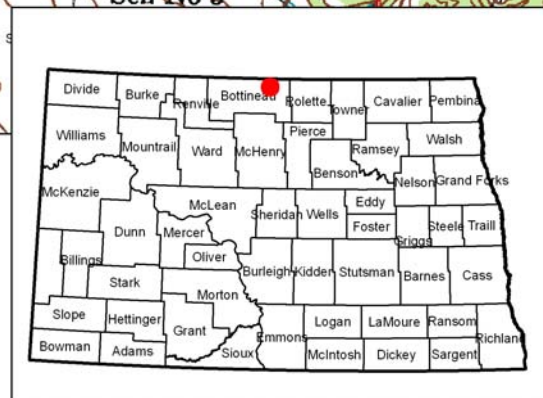 Divide Burke Renville Bottineau Rolette Towner Cavalier Pembina
Williams Mountrail Ward McHenry Pierce Ramsey Walsh
Benson Nelson Grand Forks
McKenzie McLean Sheridan Wells Eddy
Dunn Mercer Foster Griggs Steele Traill
Billings Oliver Burleigh Kidder Stutsman Barnes Cass
Stark Morton
Slope Hettinger Grant Emmons Logan LaMoure Ransom Richland
Bowman Adams Sioux McIntosh Dickey Sargent